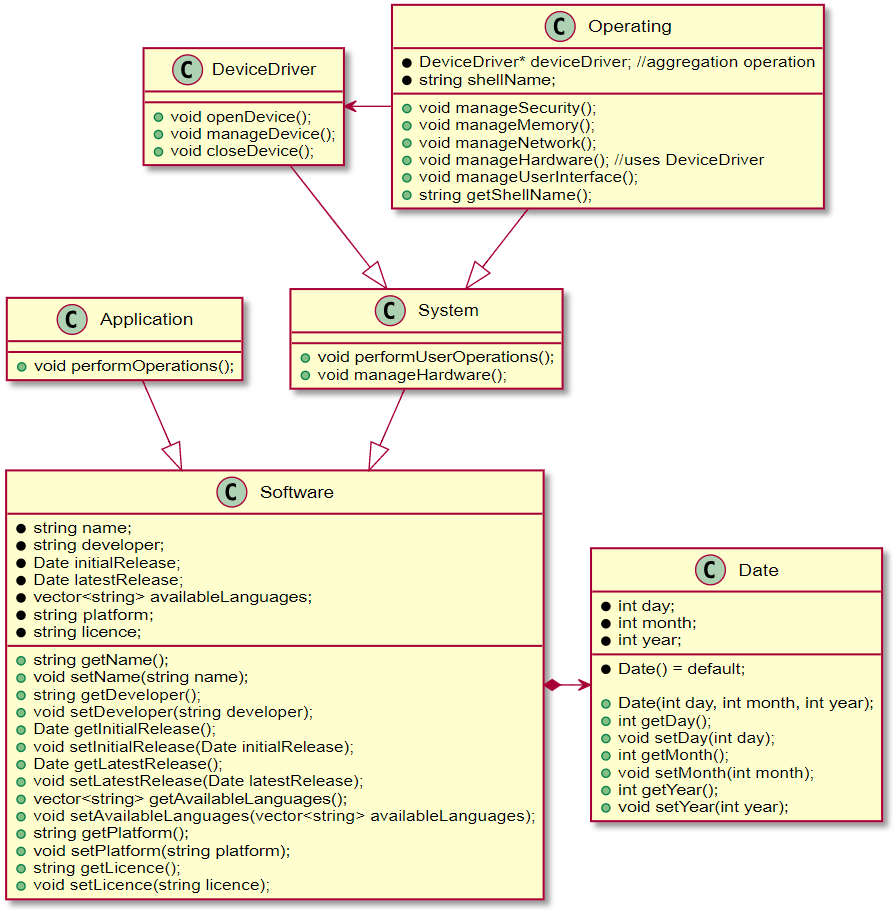 C Operating
DeviceDriver* deviceDriver; //aggregation operation
string shellName;
void manageSecurity();
void manageMemory();
void manageNetwork();
void manageHardware(); //uses DeviceDriver
void manageUserInterface();
string getShellName();
C DeviceDriver
void openDevice();
void manageDevice();
void closeDevice();
C Application
void performOperations();
C System
void performUserOperations();
void manageHardware();
C Software
string name;
string developer;
Date initialRelease;
Date latestRelease;
vector<string> availableLanguages;
string platform;
string licence;
string getName();
void setName(string name);
string getDeveloper();
void setDeveloper(string developer);
Date getInitialRelease();
void setInitialRelease(Date initialRelease);
Date getLatestRelease();
void setLatestRelease(Date latestRelease);
vector<string> getAvailableLanguages();
void setAvailableLanguages(vector<string> availableLanguages);
string getPlatform();
void setPlatform(string platform);
string getLicence();
void setLicence(string licence);
C Date
int day;
int month;
int year;
Date() = default;
Date(int day, int month, int year);
int getDay();
void setDay(int day);
int getMonth();
void setMonth(int month);
int getYear();
void setYear(int year);